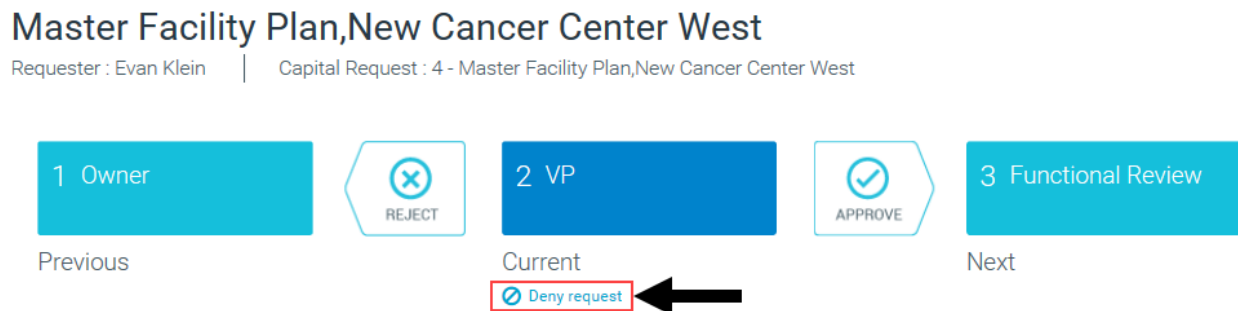 Master Facility Plan,New Cancer Center West
Requester : Evan Klein | Capital Request : 4 - Master Facility Plan,New Cancer Center West
1 Owner
REJECT
2 VP
APPROVE
3 Functional Review
Previous
Current
Next
Deny request